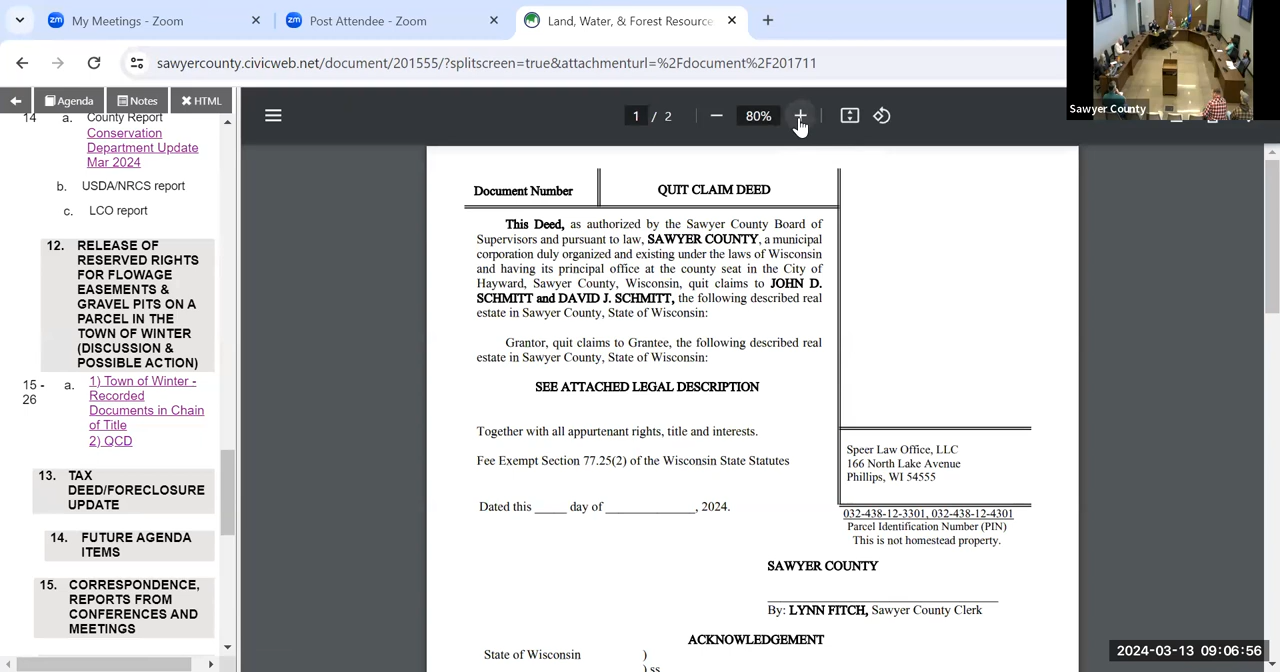 My Meetings - Zoom
Post Attendee - Zoom
Land, Water, & Forest Resource
sawyercounty.civicweb.net/document/201555/?splitscreen=true&attachmenturl=%2Fdocument%2F201711
Sawyer County
Agenda
Notes
HTML
1 / 2
80%
14
a. County Report
Conservation
Department Update
Mar 2024
b. USDA/NRCS report
c. LCO report
12. RELEASE OF
RESERVED RIGHTS
FOR FLOWAGE
EASEMENTS &
GRAVEL PITS ON A
PARCEL IN THE
TOWN OF WINTER
(DISCUSSION &
POSSIBLE ACTION)
15 -
26
a. 1) Town of Winter -
Recorded
Documents in Chain
of Title
2) QCD
13. TAX
DEED/FORECLOSURE
UPDATE
14. FUTURE AGENDA
ITEMS
15. CORRESPONDENCE,
REPORTS FROM
CONFERENCES AND
MEETINGS
Document Number
QUIT CLAIM DEED
This Deed, as authorized by the Sawyer County Board of
Supervisors and pursuant to law, SAWYER COUNTY, a municipal
corporation duly organized and existing under the laws of Wisconsin
and having its principal office at the county seat in the City of
Hayward, Sawyer County, Wisconsin, quit claims to JOHN D.
SCHMITT and DAVID J. SCHMITT, the following described real
estate in Sawyer County, State of Wisconsin:
Grantor, quit claims to Grantee, the following described real
estate in Sawyer County, State of Wisconsin:
SEE ATTACHED LEGAL DESCRIPTION
Together with all appurtenant rights, title and interests.
Fee Exempt Section 77.25(2) of the Wisconsin State Statutes
Dated this _____ day of ______________, 2024.
Speer Law Office, LLC
166 North Lake Avenue
Phillips, WI 54555
032-438-12-3301, 032-438-12-4301
Parcel Identification Number (PIN)
This is not homestead property.
SAWYER COUNTY
By: LYNN FITCH, Sawyer County Clerk
ACKNOWLEDGEMENT
State of Wisconsin )
) ss
2024-03-13 09:06:56